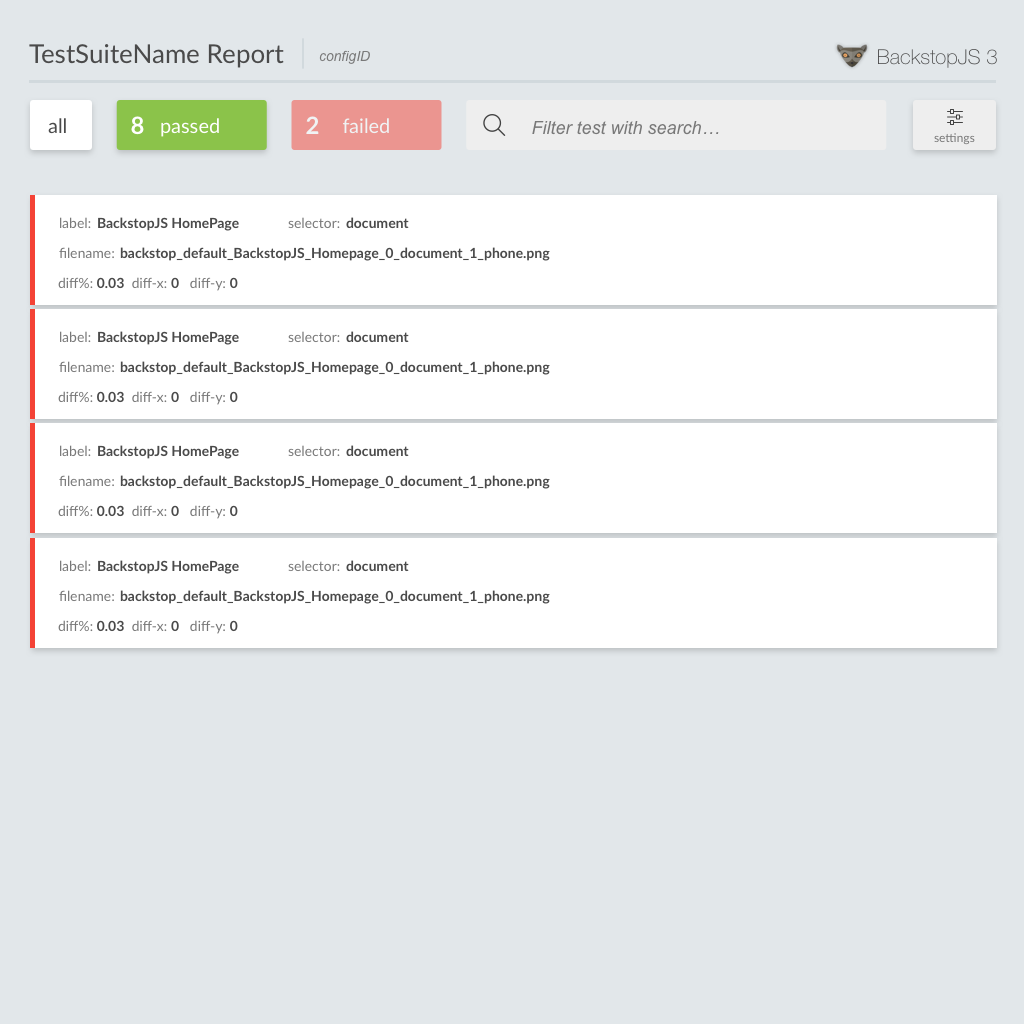 TestSuiteName Report configID BackstopJS 3
all 8 passed 2 failed Filter test with search… settings
label: BackstopJS HomePage selector: document
filename: backstop_default_BackstopJS_Homepage_0_document_1_phone.png
diff%: 0.03 diff-x: 0 diff-y: 0
label: BackstopJS HomePage selector: document
filename: backstop_default_BackstopJS_Homepage_0_document_1_phone.png
diff%: 0.03 diff-x: 0 diff-y: 0
label: BackstopJS HomePage selector: document
filename: backstop_default_BackstopJS_Homepage_0_document_1_phone.png
diff%: 0.03 diff-x: 0 diff-y: 0
label: BackstopJS HomePage selector: document
filename: backstop_default_BackstopJS_Homepage_0_document_1_phone.png
diff%: 0.03 diff-x: 0 diff-y: 0